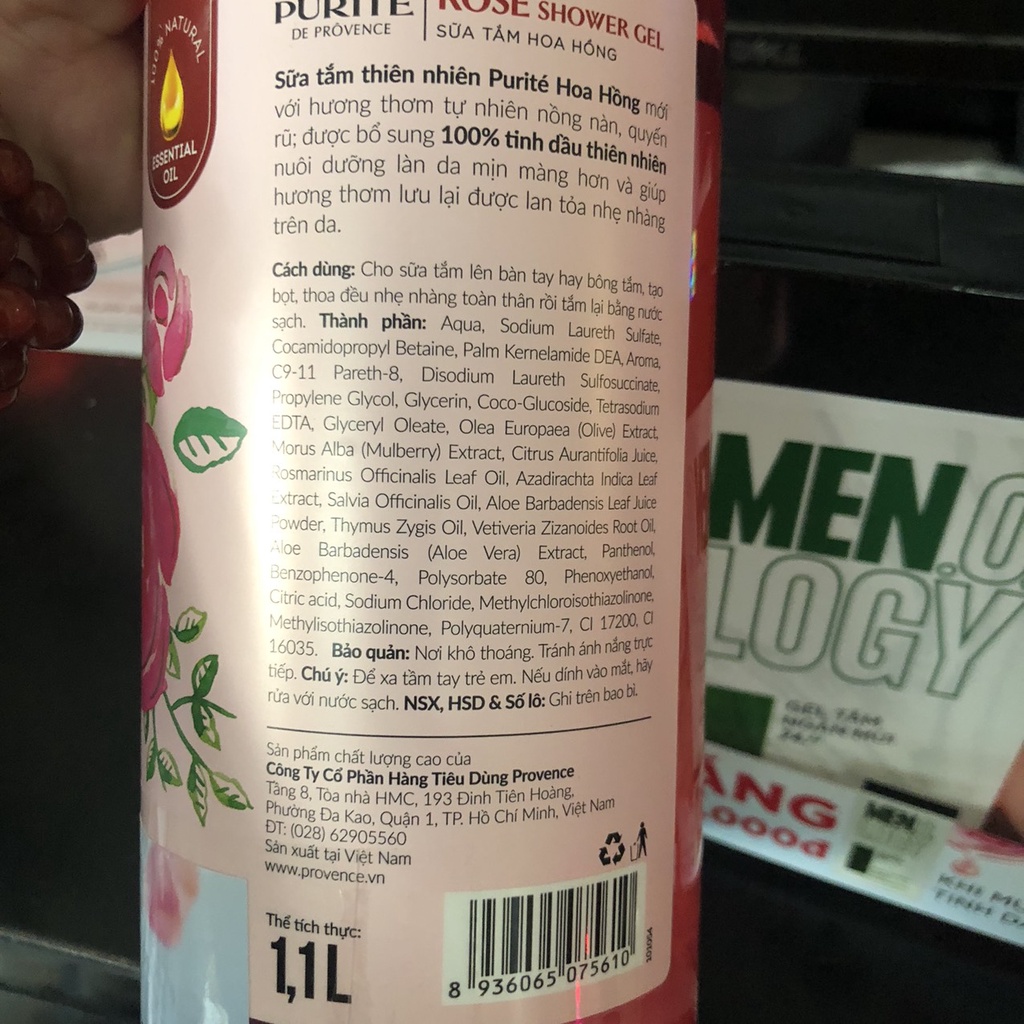 PURITÉ
DE PRÔVENCE
ROSE SHOWER GEL
SỮA TẮM HOA HỒNG
100% NATURAL
ESSENTIAL
OIL
Sữa tắm thiên nhiên Purité Hoa Hồng mới
với hương thơm tự nhiên nồng nàn, quyến
rũ; được bổ sung 100% tinh dầu thiên nhiên
nuôi dưỡng làn da mịn màng hơn và giúp
hương thơm lưu lại được lan tỏa nhẹ nhàng
trên da.
Cách dùng: Cho sữa tắm lên bàn tay hay bông tắm, tạo
bọt, thoa đều nhẹ nhàng toàn thân rồi tắm lại bằng nước
sạch. Thành phần: Aqua, Sodium Laureth Sulfate,
Cocamidopropyl Betaine, Palm Kernelamide DEA, Aroma,
C9-11 Pareth-8, Disodium Laureth Sulfosuccinate,
Propylene Glycol, Glycerin, Coco-Glucoside, Tetrasodium
EDTA, Glyceryl Oleate, Olea Europaea (Olive) Extract,
Morus Alba (Mulberry) Extract, Citrus Aurantifolia Juice,
Rosmarinus Officinalis Leaf Oil, Azadirachta Indica Leaf
Extract, Salvia Officinalis Oil, Aloe Barbadensis Leaf Juice
Powder, Thymus Zygis Oil, Vetiveria Zizanoides Root Oil,
Aloe Barbadensis (Aloe Vera) Extract, Panthenol,
Benzophenone-4, Polysorbate 80, Phenoxyethanol,
Citric acid, Sodium Chloride, Methylchloroisothiazolinone,
Methylisothiazolinone, Polyquaternium-7, CI 17200, CI
16035. Bảo quản: Nơi khô thoáng. Tránh ánh nắng trực
tiếp. Chú ý: Để xa tầm tay trẻ em. Nếu dính vào mắt, hãy
rửa với nước sạch. NSX, HSD & Số lô: Ghi trên bao bì.
Sản phẩm chất lượng cao của
Công Ty Cổ Phần Hàng Tiêu Dùng Provence
Tầng 8, Tòa nhà HMC, 193 Đinh Tiên Hoàng,
Phường Đa Kao, Quận 1, TP. Hồ Chí Minh, Việt Nam
ĐT: (028) 62905560
Sản xuất tại Việt Nam
www.provence.vn
Thể tích thực:
1,1L
8 936065 075610
101054
MEN.O
LOGY
GEL TẮM
ĂNG
.000đ
MEN